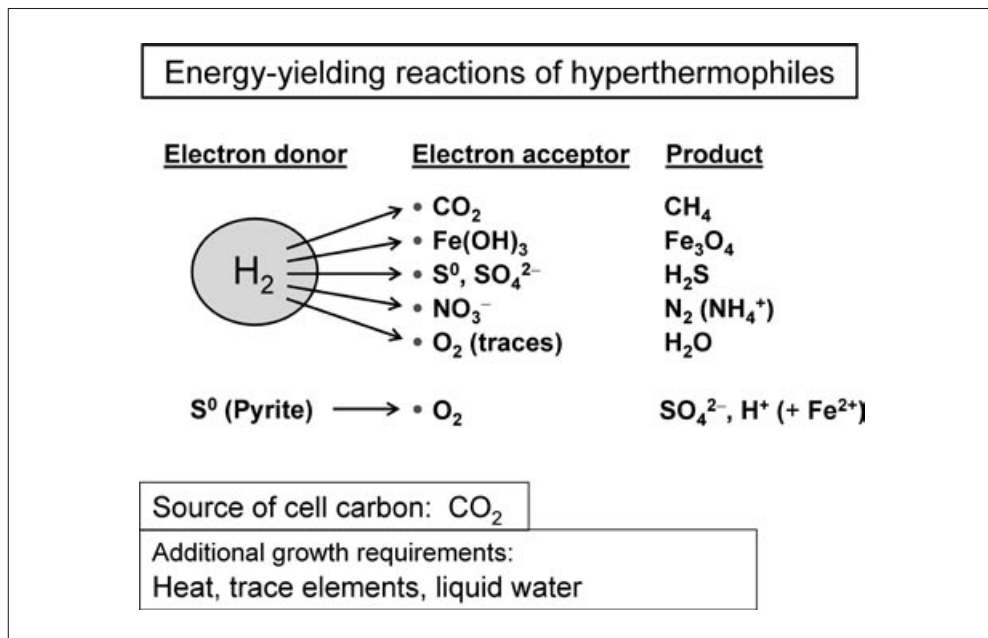 Energy-yielding reactions of hyperthermophiles
Electron donor Electron acceptor Product
• CO₂ CH₄
• Fe(OH)₃ Fe₃O₄
H₂ • S⁰, SO₄²⁻ H₂S
• NO₃⁻ N₂ (NH₄⁺)
• O₂ (traces) H₂O
S⁰ (Pyrite) • O₂ SO₄²⁻, H⁺ (+ Fe²⁺)
Source of cell carbon: CO₂
Additional growth requirements:
Heat, trace elements, liquid water